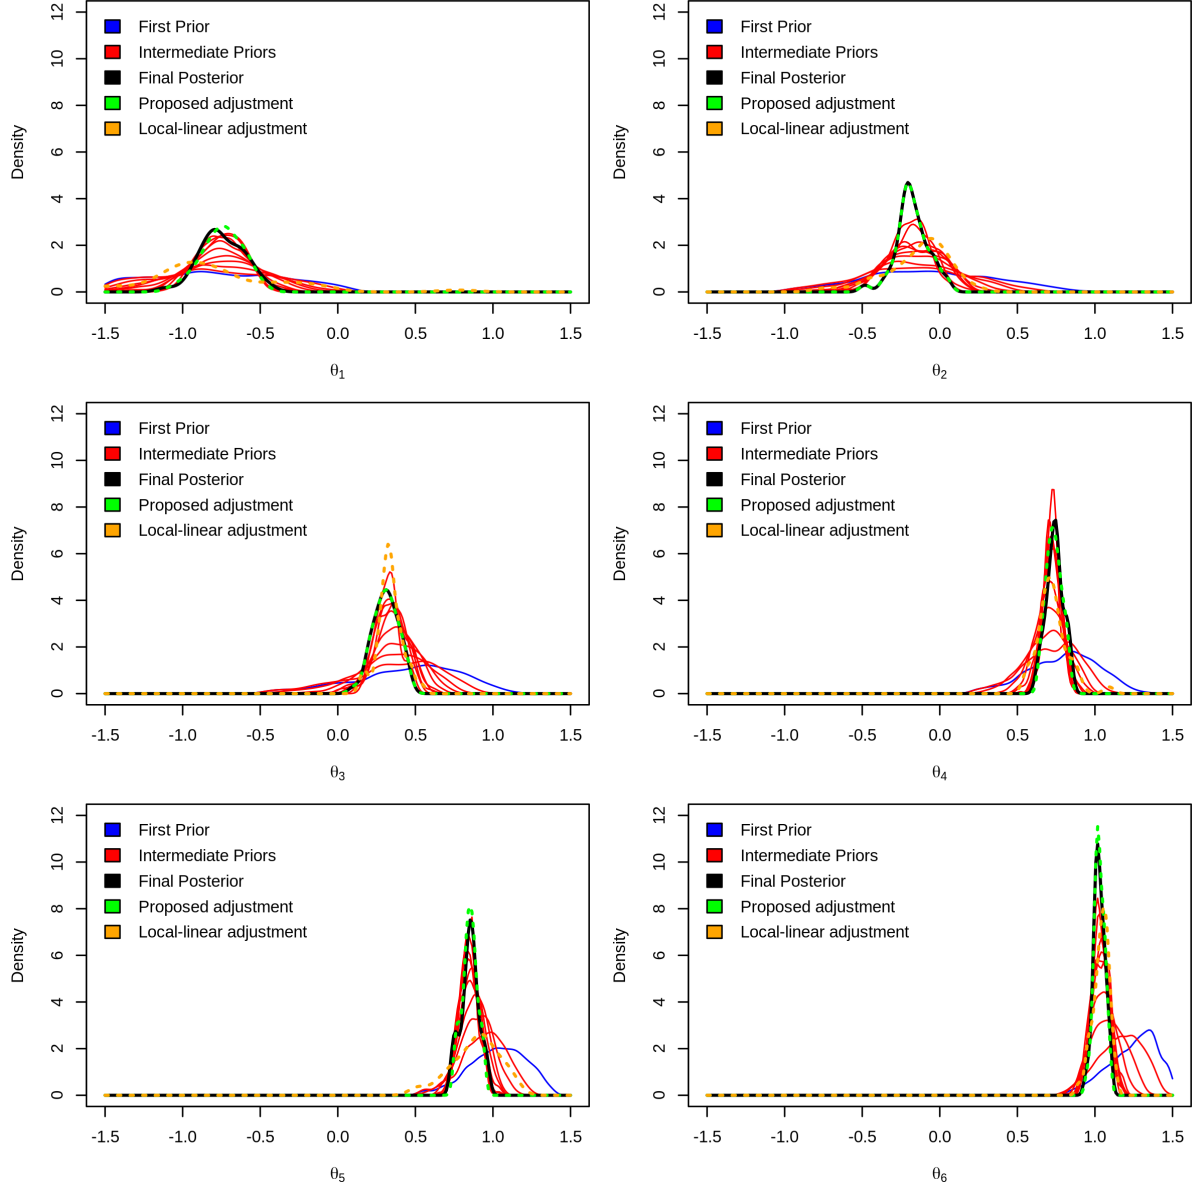 12
10
8
6
4
2
0
Density
First Prior
Intermediate Priors
Final Posterior
Proposed adjustment
Local-linear adjustment
-1.5 -1.0 -0.5 0.0 0.5 1.0 1.5
θ1
12
10
8
6
4
2
0
Density
First Prior
Intermediate Priors
Final Posterior
Proposed adjustment
Local-linear adjustment
-1.5 -1.0 -0.5 0.0 0.5 1.0 1.5
θ2
12
10
8
6
4
2
0
Density
First Prior
Intermediate Priors
Final Posterior
Proposed adjustment
Local-linear adjustment
-1.5 -1.0 -0.5 0.0 0.5 1.0 1.5
θ3
12
10
8
6
4
2
0
Density
First Prior
Intermediate Priors
Final Posterior
Proposed adjustment
Local-linear adjustment
-1.5 -1.0 -0.5 0.0 0.5 1.0 1.5
θ4
12
10
8
6
4
2
0
Density
First Prior
Intermediate Priors
Final Posterior
Proposed adjustment
Local-linear adjustment
-1.5 -1.0 -0.5 0.0 0.5 1.0 1.5
θ5
12
10
8
6
4
2
0
Density
First Prior
Intermediate Priors
Final Posterior
Proposed adjustment
Local-linear adjustment
-1.5 -1.0 -0.5 0.0 0.5 1.0 1.5
θ6